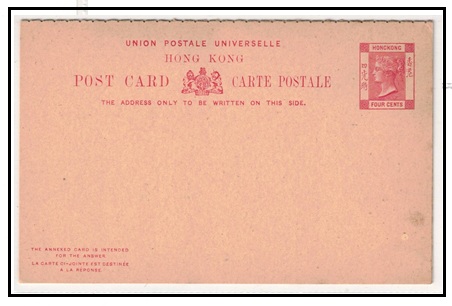 UNION POSTALE UNIVERSELLE
HONG KONG
POST CARD CARTE POSTALE
THE ADDRESS ONLY TO BE WRITTEN ON THIS SIDE.
HONGKONG
FOUR CENTS
THE ANNEXED CARD IS INTENDED
FOR THE ANSWER
LA CARTE CI-JOINTE EST DESTINÉE
A LA RÉPONSE.